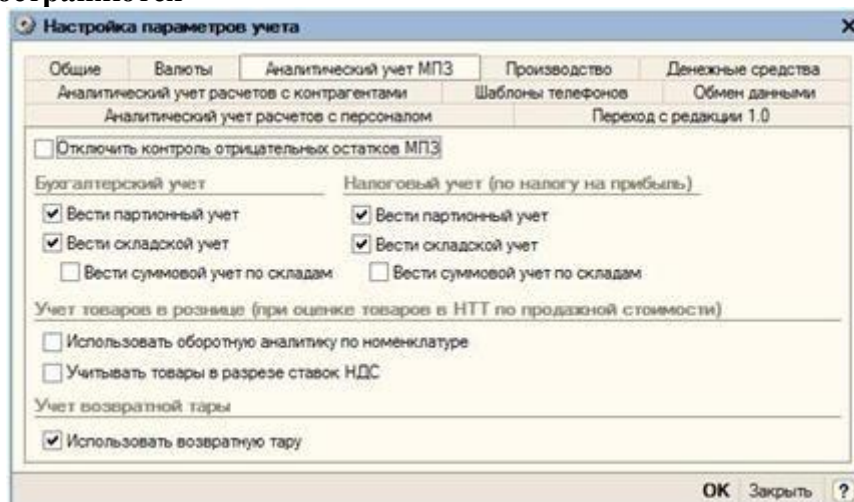 Настройка параметров учета
Общие Валюты Аналитический учет МПЗ Производство Денежные средства
Аналитический учет расчетов с контрагентами Шаблоны телефонов Обмен данными
Аналитический учет расчетов с персоналом Переход с редакции 1.0
Отключить контроль отрицательных остатков МПЗ
Бухгалтерский учет Налоговый учет (по налогу на прибыль)
Вести партионный учет Вести партионный учет
Вести складской учет Вести складской учет
Вести суммовой учет по складам Вести суммовой учет по складам
Учет товаров в рознице (при оценке товаров в НТТ по продажной стоимости)
Использовать оборотную аналитику по номенклатуре
Учитывать товары в разрезе ставок НДС
Учет возвратной тары
Использовать возвратную тару
OK Закрыть ?